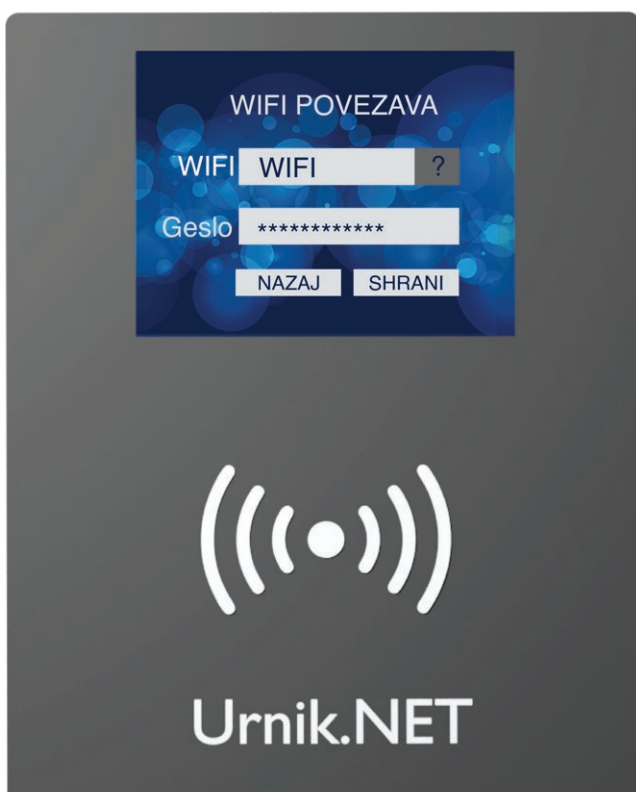 WIFI POVEZAVA
WIFI WIFI ?
Geslo ************
NAZAJ SHRANI
Urnik.NET